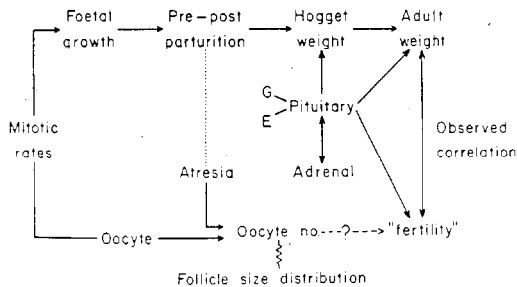 Foetal Pre-post Hogget Adult
growth parturition weight weight
G
Pituitary
E
Mitotic Observed
rates correlation
Atresia Adrenal
Oocyte Oocyte no.---?---> "fertility"
Follicle size distribution